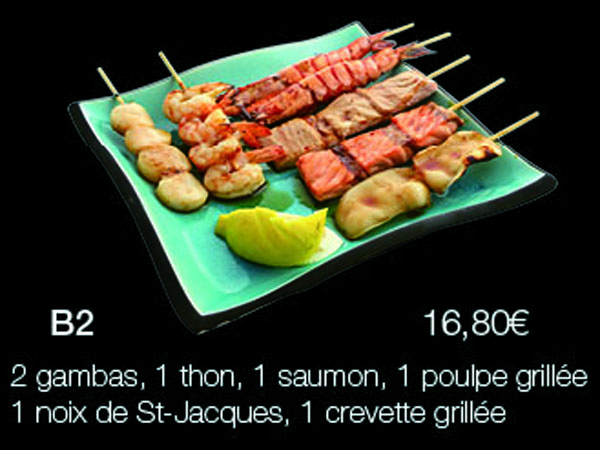 B2 16,80€
2 gambas, 1 thon, 1 saumon, 1 poulpe grillée
1 noix de St-Jacques, 1 crevette grillée